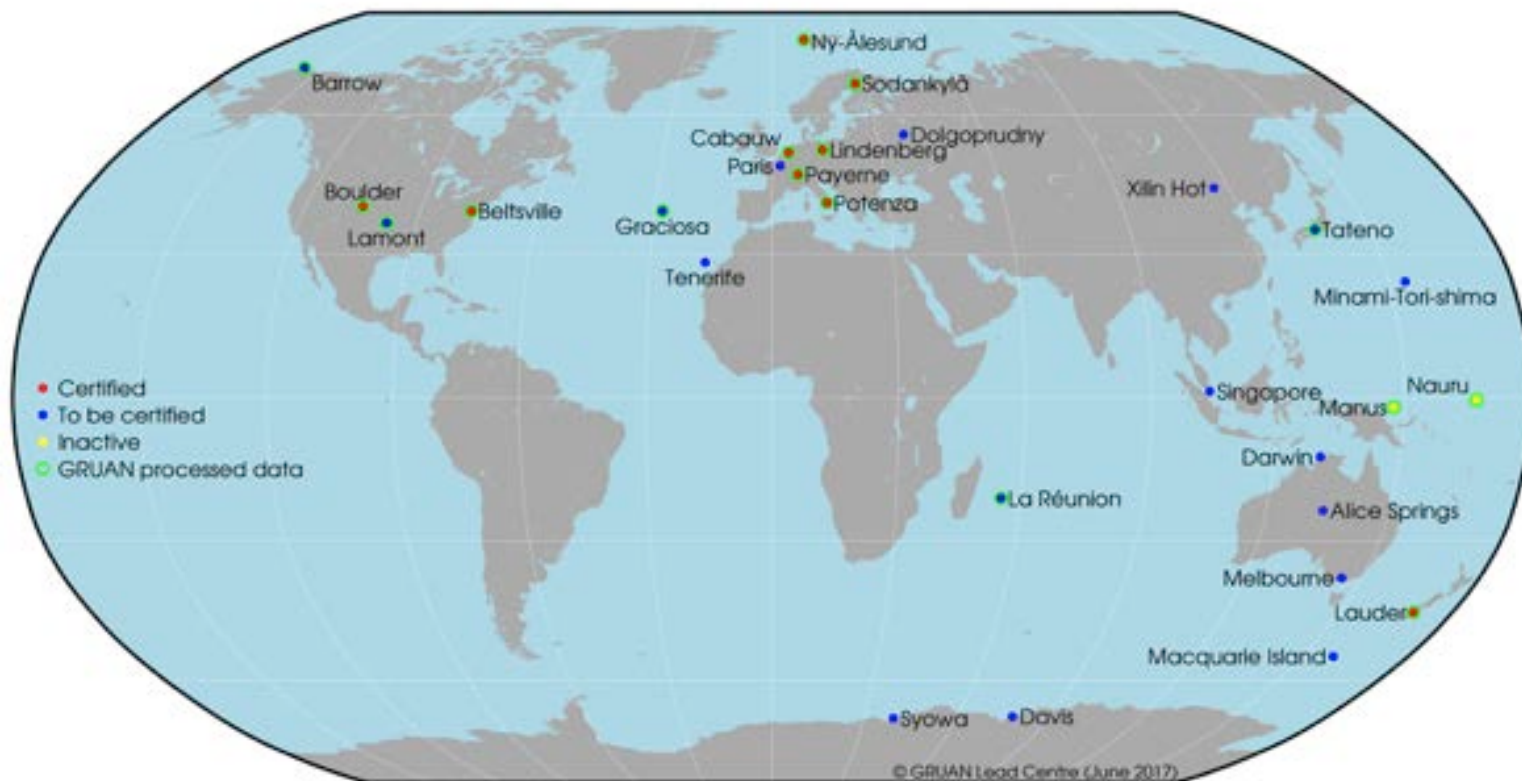 Ny-Ålesund
Barrow
Sodankylä
Dolgoprudny
Cabauw
Lindenberg
Paris
Payerne
Xilin Hot
Boulder
Beltsville
Potenza
Graciosa
Lamont
Tateno
Tenerife
Minami-Tori-shima
Certified
To be certified
Inactive
GRUAN processed data
Singapore
Nauru
Manus
Darwin
La Réunion
Alice Springs
Melbourne
Lauder
Macquarie Island
Syowa
Davis
© GRUAN Lead Centre (June 2017)